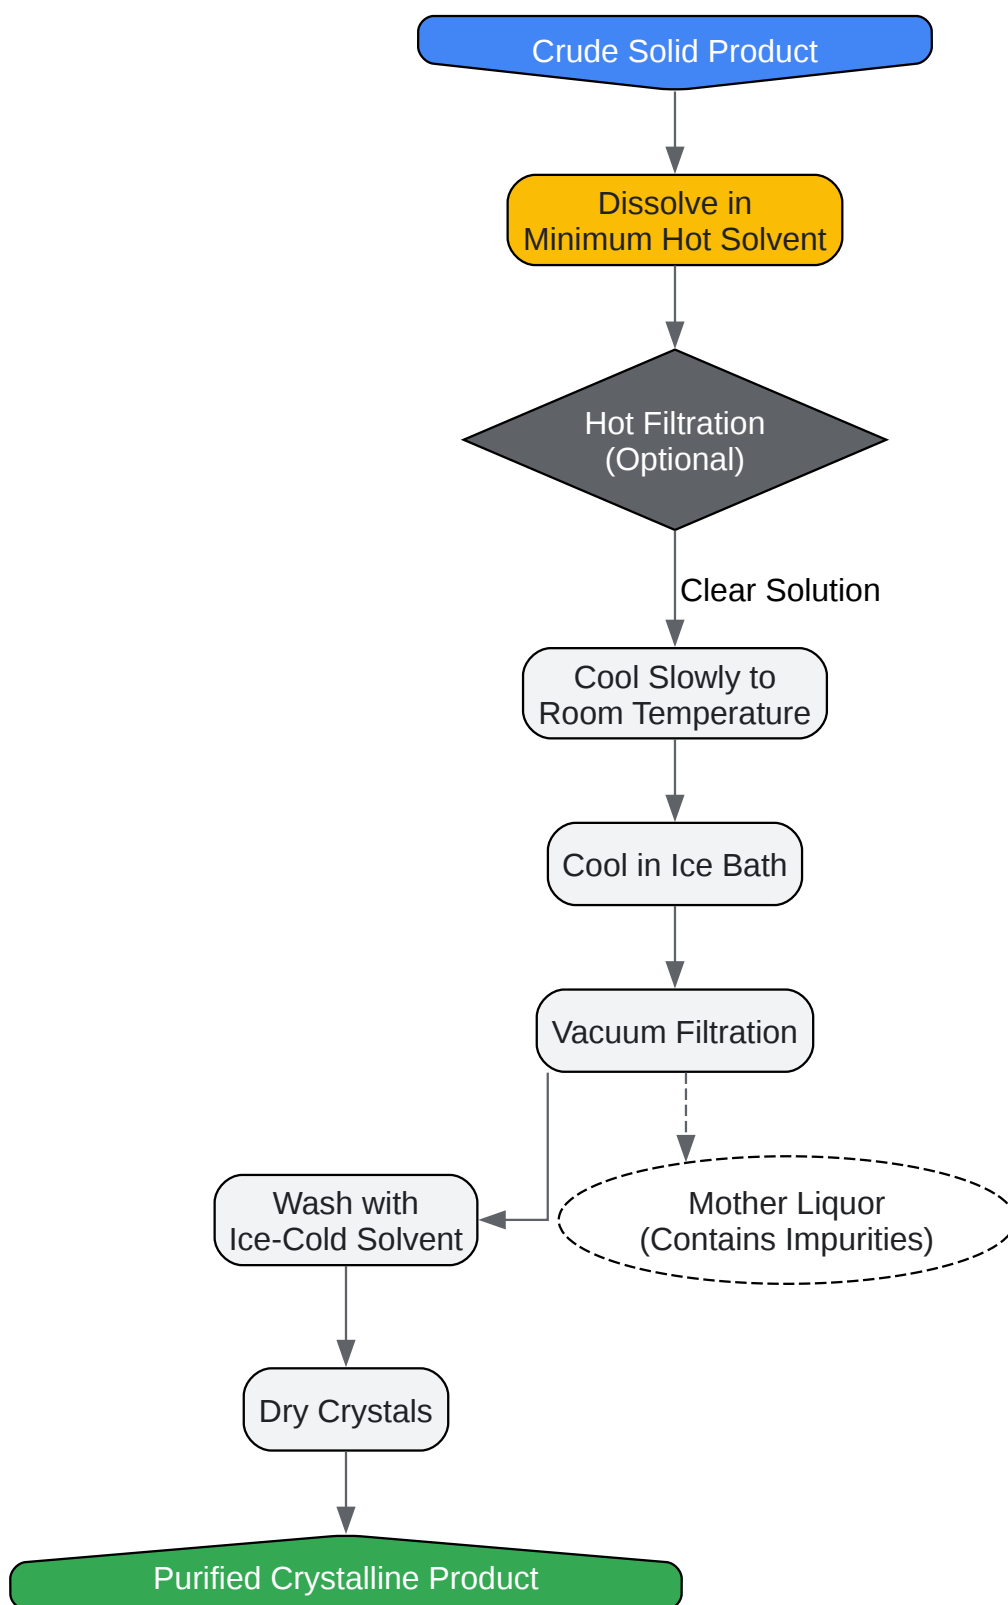 Crude Solid Product
Dissolve in
Minimum Hot Solvent
Hot Filtration
(Optional)
Clear Solution
Cool Slowly to
Room Temperature
Cool in Ice Bath
Vacuum Filtration
Wash with
Ice-Cold Solvent
Mother Liquor
(Contains Impurities)
Dry Crystals
Purified Crystalline Product